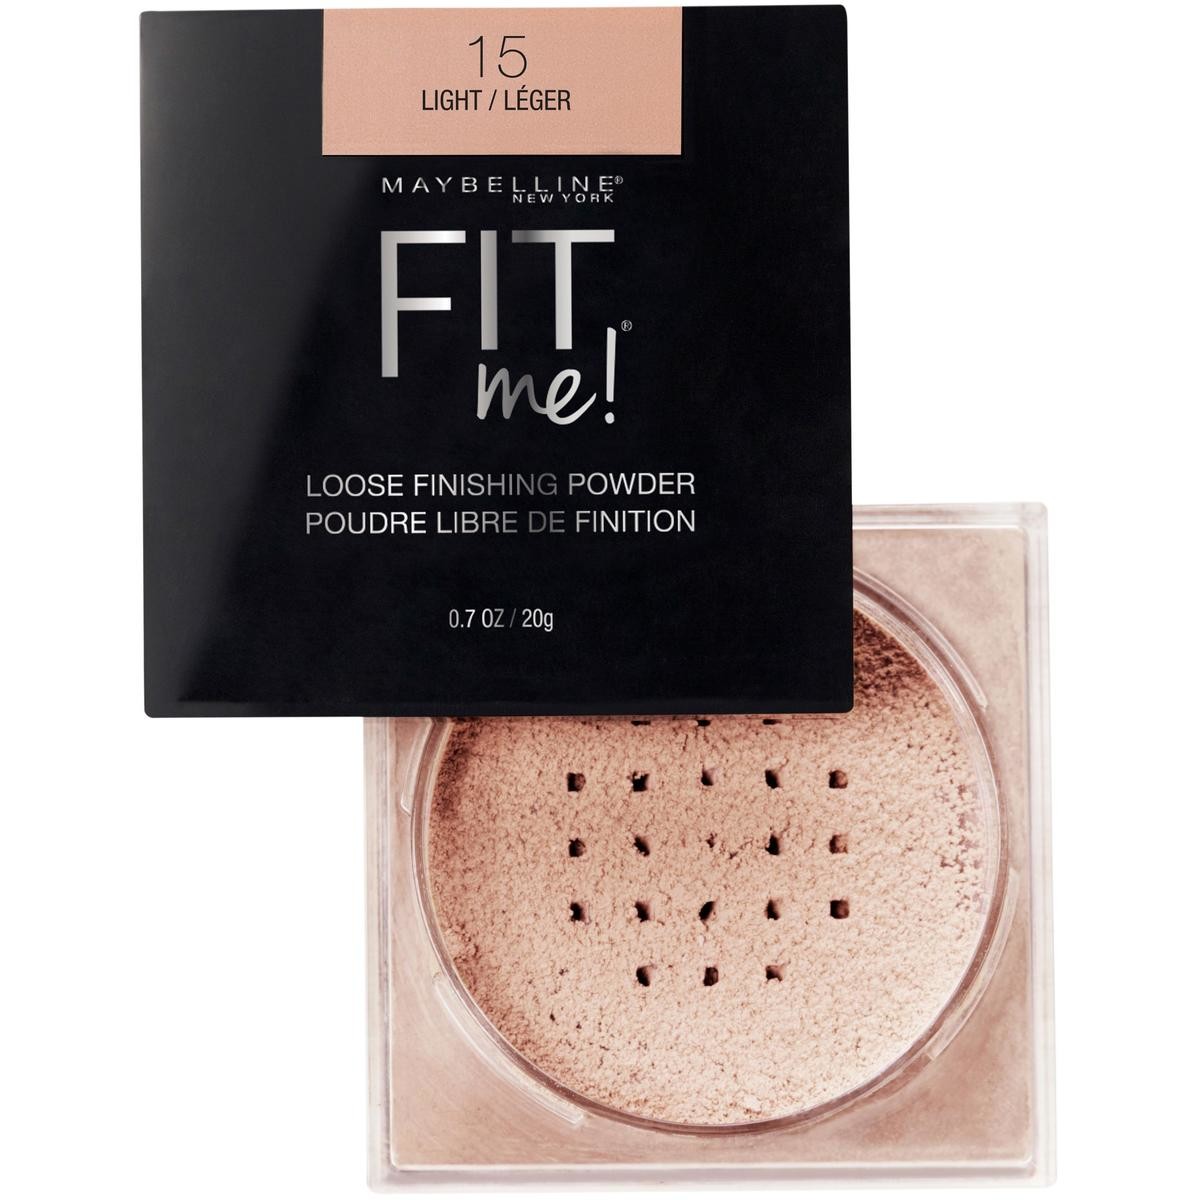 15
LIGHT / LÉGER
MAYBELLINE®
NEW YORK
FIT
me!®
LOOSE FINISHING POWDER
POUDRE LIBRE DE FINITION
0.7 OZ / 20g